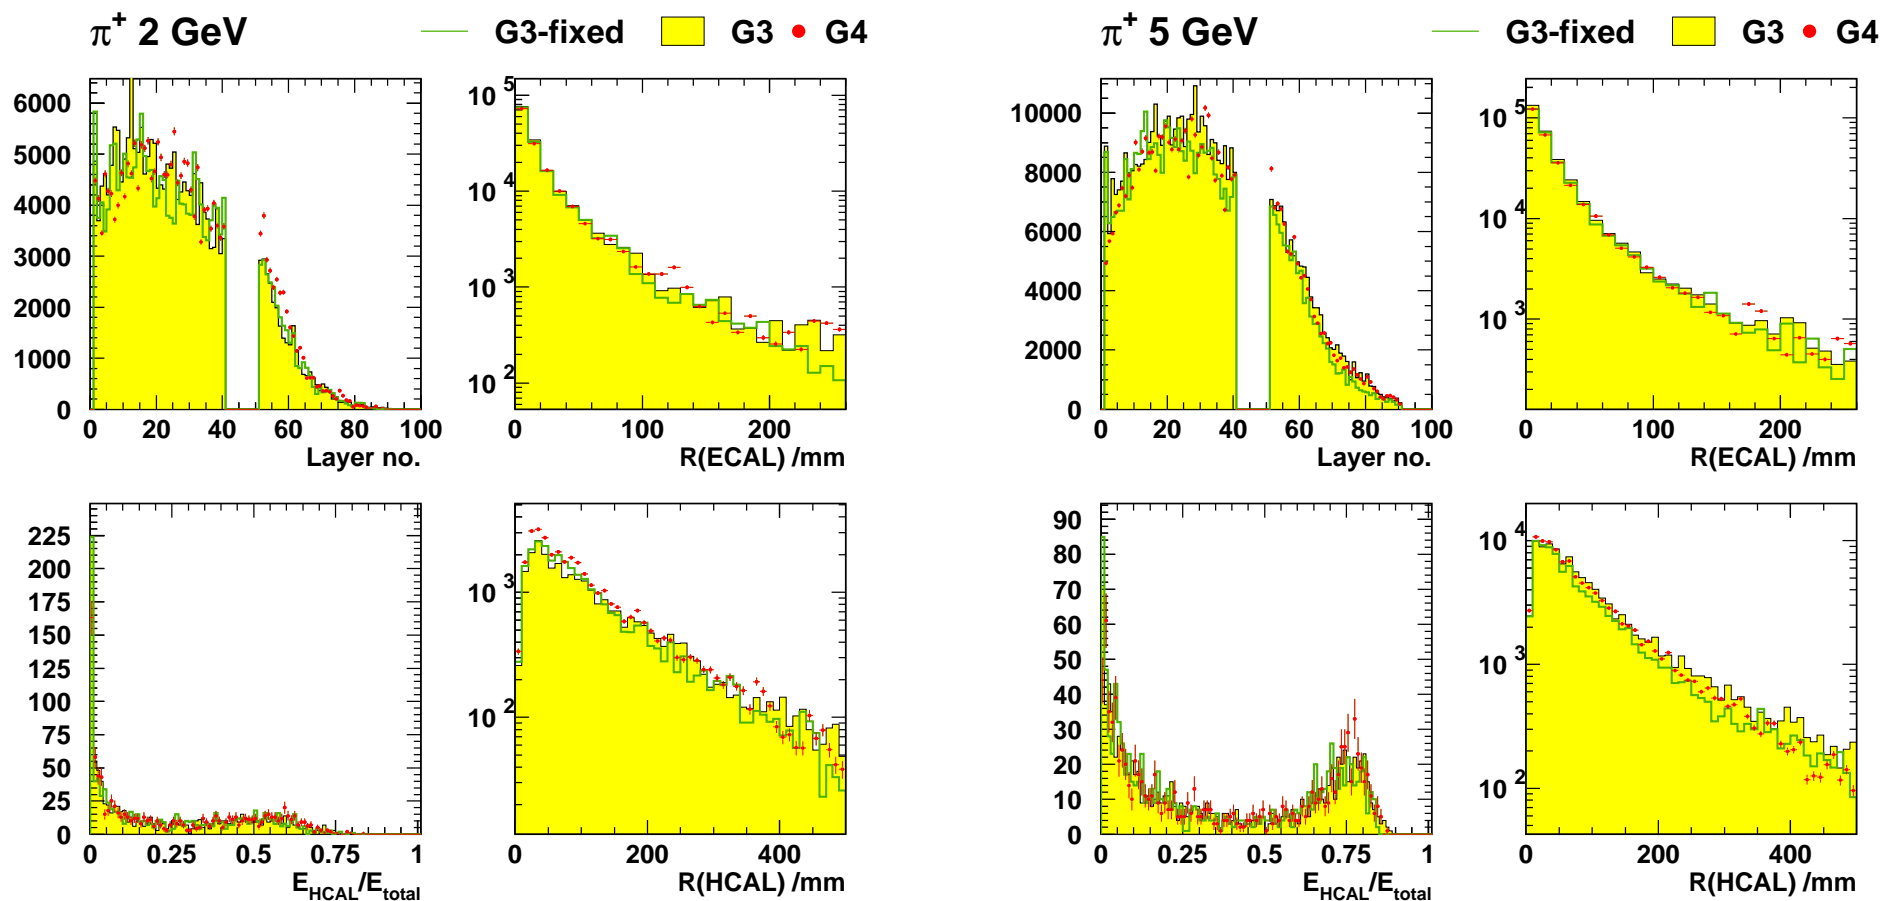 π+ 2 GeV G3-fixed G3 G4
6000
5000
4000
3000
2000
1000
0
0 20 40 60 80 100
Layer no.
10 5
10 4
10 3
10 2
0 100 200
R(ECAL) /mm
225
200
175
150
125
100
75
50
25
0
0 0.25 0.5 0.75 1
EHCAL/Etotal
10 3
10 2
0 200 400
R(HCAL) /mm
π+ 5 GeV G3-fixed G3 G4
10000
8000
6000
4000
2000
0
0 20 40 60 80 100
Layer no.
10 5
10 4
10 3
0 100 200
R(ECAL) /mm
90
80
70
60
50
40
30
20
10
0
0 0.25 0.5 0.75 1
EHCAL/Etotal
10 4
10 3
10 2
0 200 400
R(HCAL) /mm